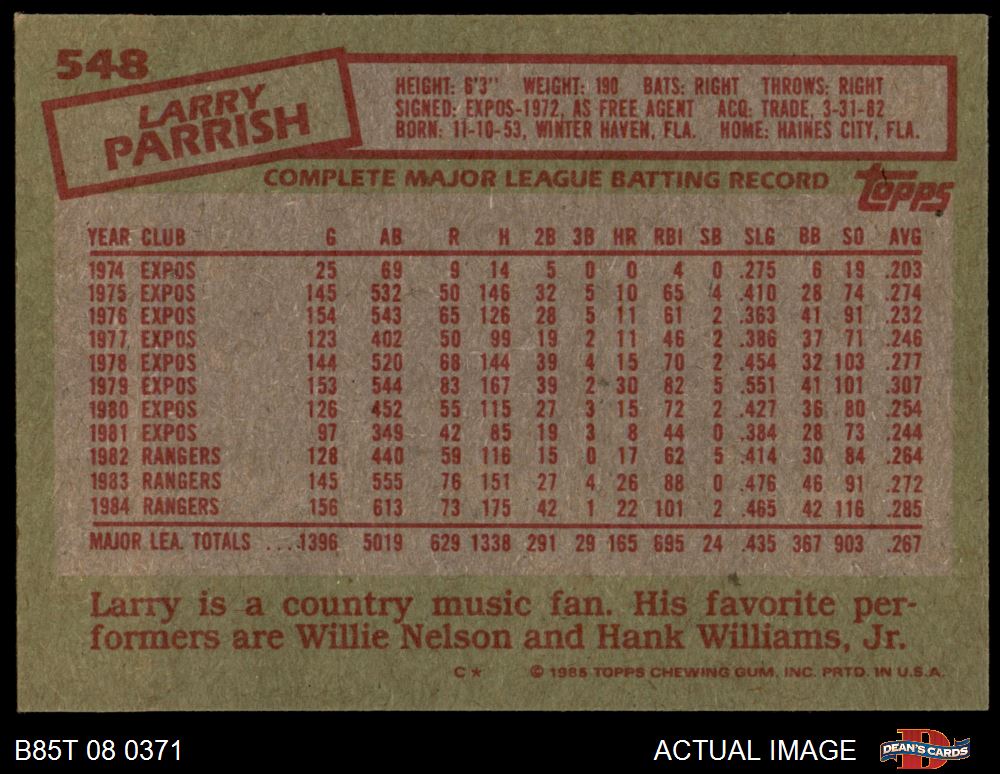 548
LARRY
PARRISH
HEIGHT: 6'3" WEIGHT: 190 BATS: RIGHT THROWS: RIGHT
SIGNED: EXPOS-1972, AS FREE AGENT ACQ: TRADE, 3-31-82
BORN: 11-10-53, WINTER HAVEN, FLA. HOME: HAINES CITY, FLA.
COMPLETE MAJOR LEAGUE BATTING RECORD
TOPPS
YEAR CLUB G AB R H 2B 3B HR RBI SB SLG BB SO AVG
1974 EXPOS 25 69 9 14 5 0 0 4 0 .275 6 19 .203
1975 EXPOS 145 532 50 146 32 5 10 65 4 .410 28 74 .274
1976 EXPOS 154 543 65 126 28 5 11 61 2 .363 41 91 .232
1977 EXPOS 123 402 50 99 19 2 11 46 2 .386 37 71 .246
1978 EXPOS 144 520 68 144 39 4 15 70 2 .454 32 103 .277
1979 EXPOS 153 544 83 167 39 2 30 82 5 .551 41 101 .307
1980 EXPOS 126 452 55 115 27 3 15 72 2 .427 36 80 .254
1981 EXPOS 97 349 42 85 19 3 8 44 0 .384 28 73 .244
1982 RANGERS 128 440 59 116 15 0 17 62 5 .414 30 84 .264
1983 RANGERS 145 555 76 151 27 4 26 88 0 .476 46 91 .272
1984 RANGERS 156 613 73 175 42 1 22 101 2 .465 42 116 .285
MAJOR LEA. TOTALS ....1396 5019 629 1338 291 29 165 695 24 .435 367 903 .267
Larry is a country music fan. His favorite per-
formers are Willie Nelson and Hank Williams, Jr.
C* © 1985 TOPPS CHEWING GUM, INC. PRTD. IN U.S.A.
B85T 08 0371 ACTUAL IMAGE DEAN'S CARDS